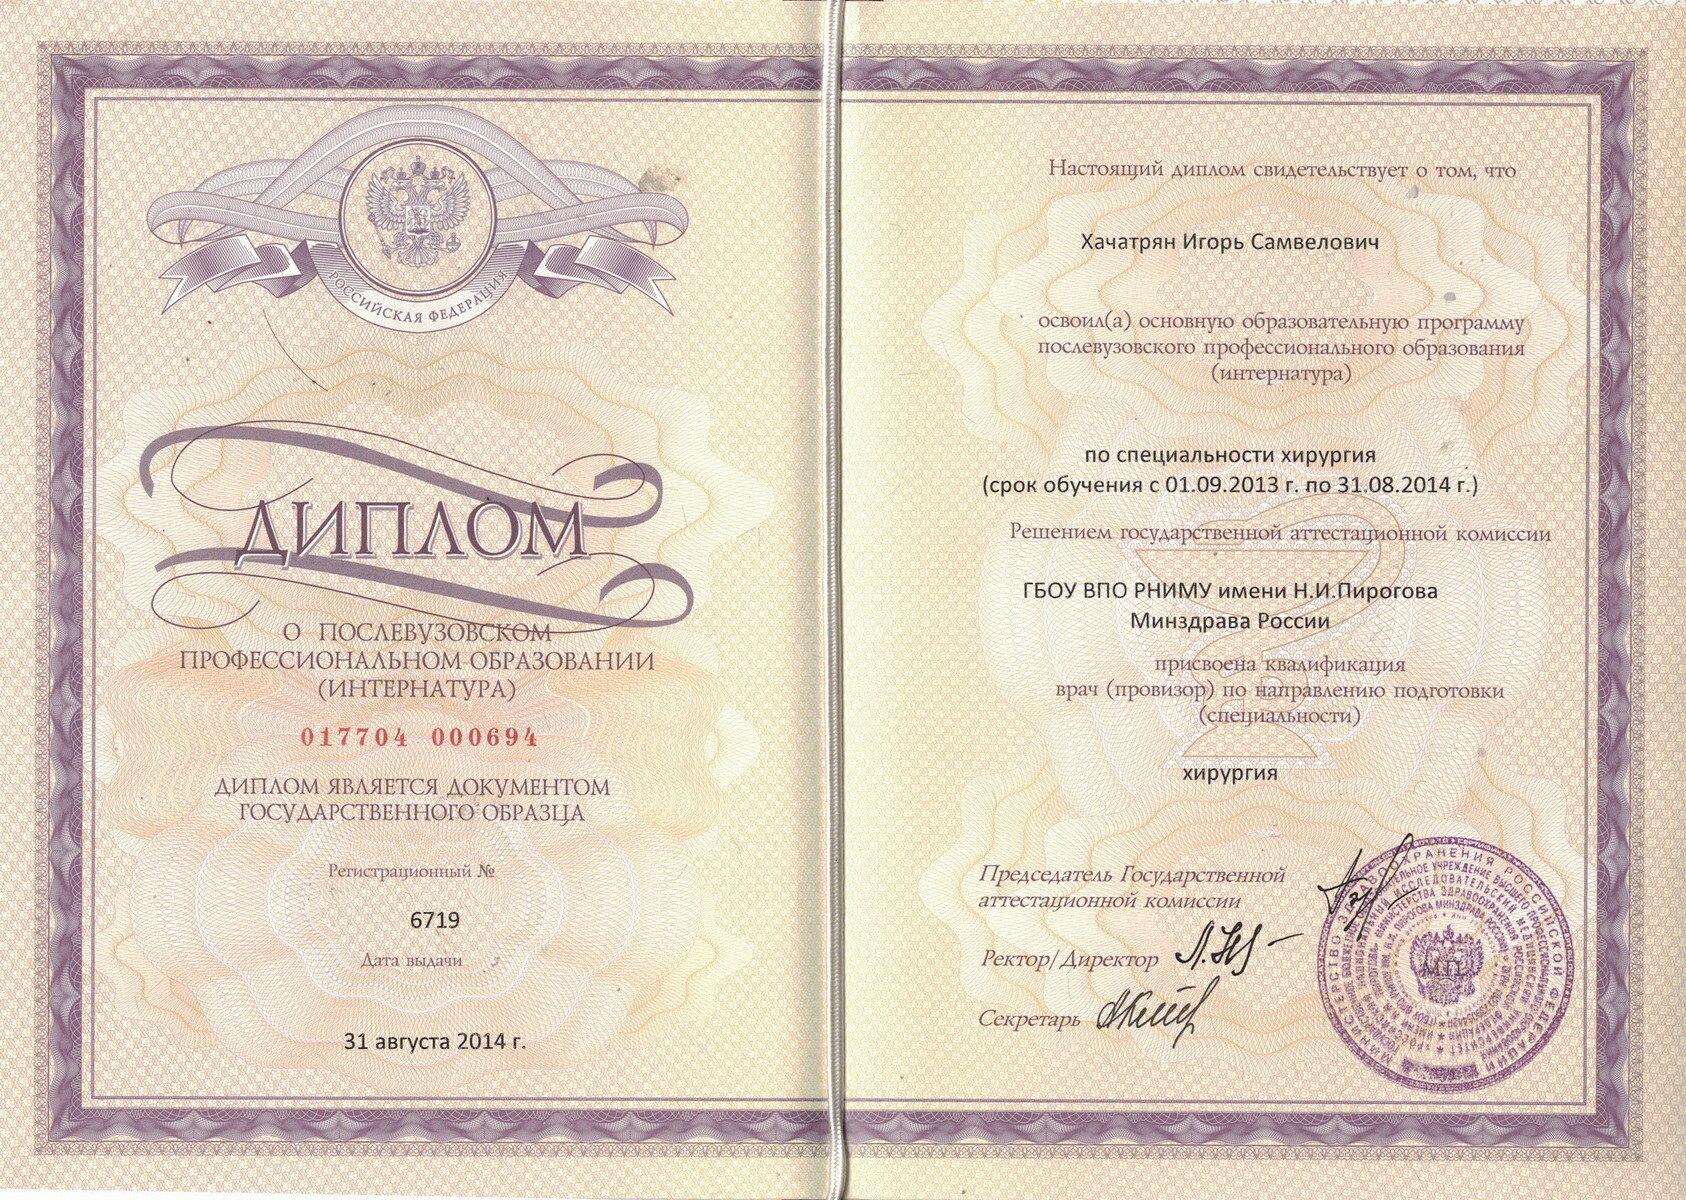 РОССИЙСКАЯ ФЕДЕРАЦИЯ
ДИПЛОМ
О ПОСЛЕВУЗОВСКОМ
ПРОФЕССИОНАЛЬНОМ ОБРАЗОВАНИИ
(ИНТЕРНАТУРА)
017704 000694
ДИПЛОМ ЯВЛЯЕТСЯ ДОКУМЕНТОМ
ГОСУДАРСТВЕННОГО ОБРАЗЦА
Регистрационный №
6719
Дата выдачи
31 августа 2014 г.
Настоящий диплом свидетельствует о том, что
Хачатрян Игорь Самвелович
освоил(а) основную образовательную программу
послевузовского профессионального образования
(интернатура)
по специальности хирургия
(срок обучения с 01.09.2013 г. по 31.08.2014 г.)
Решением государственной аттестационной комиссии
ГБОУ ВПО РНИМУ имени Н.И.Пирогова
Минздрава России
присвоена квалификация
врач (провизор) по направлению подготовки
(специальности)
хирургия
Председатель Государственной
аттестационной комиссии
Ректор/Директор
Секретарь
МИНИСТЕРСТВО ЗДРАВООХРАНЕНИЯ РОССИЙСКОЙ ФЕДЕРАЦИИ
М.П.